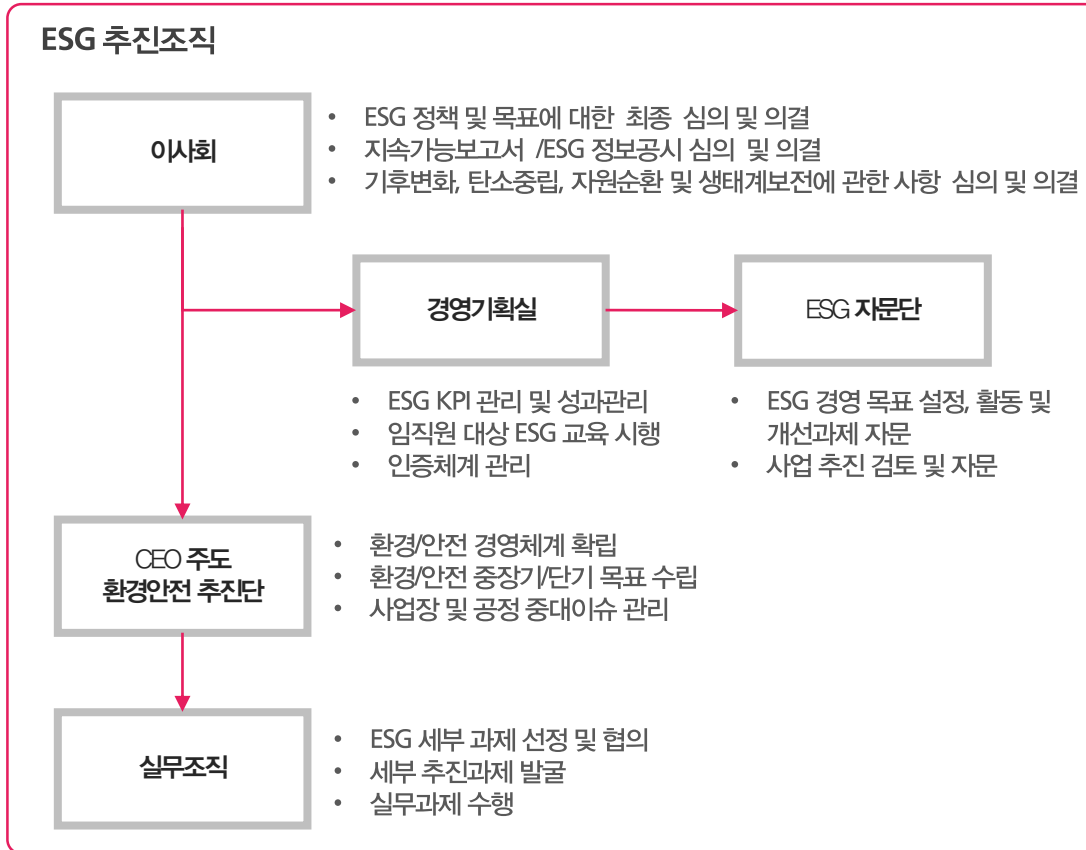 ESG 추진조직
이사회
• ESG 정책 및 목표에 대한 최종 심의 및 의결
• 지속가능보고서 /ESG 정보공시 심의 및 의결
• 기후변화, 탄소중립, 자원순환 및 생태계보전에 관한 사항 심의 및 의결
경영기획실
• ESG KPI 관리 및 성과관리
• 임직원 대상 ESG 교육 시행
• 인증체계 관리
ESG 자문단
• ESG 경영 목표 설정, 활동 및
개선과제 자문
• 사업 추진 검토 및 자문
CEO 주도
환경안전 추진단
• 환경/안전 경영체계 확립
• 환경/안전 중장기/단기 목표 수립
• 사업장 및 공정 중대이슈 관리
실무조직
• ESG 세부 과제 선정 및 협의
• 세부 추진과제 발굴
• 실무과제 수행